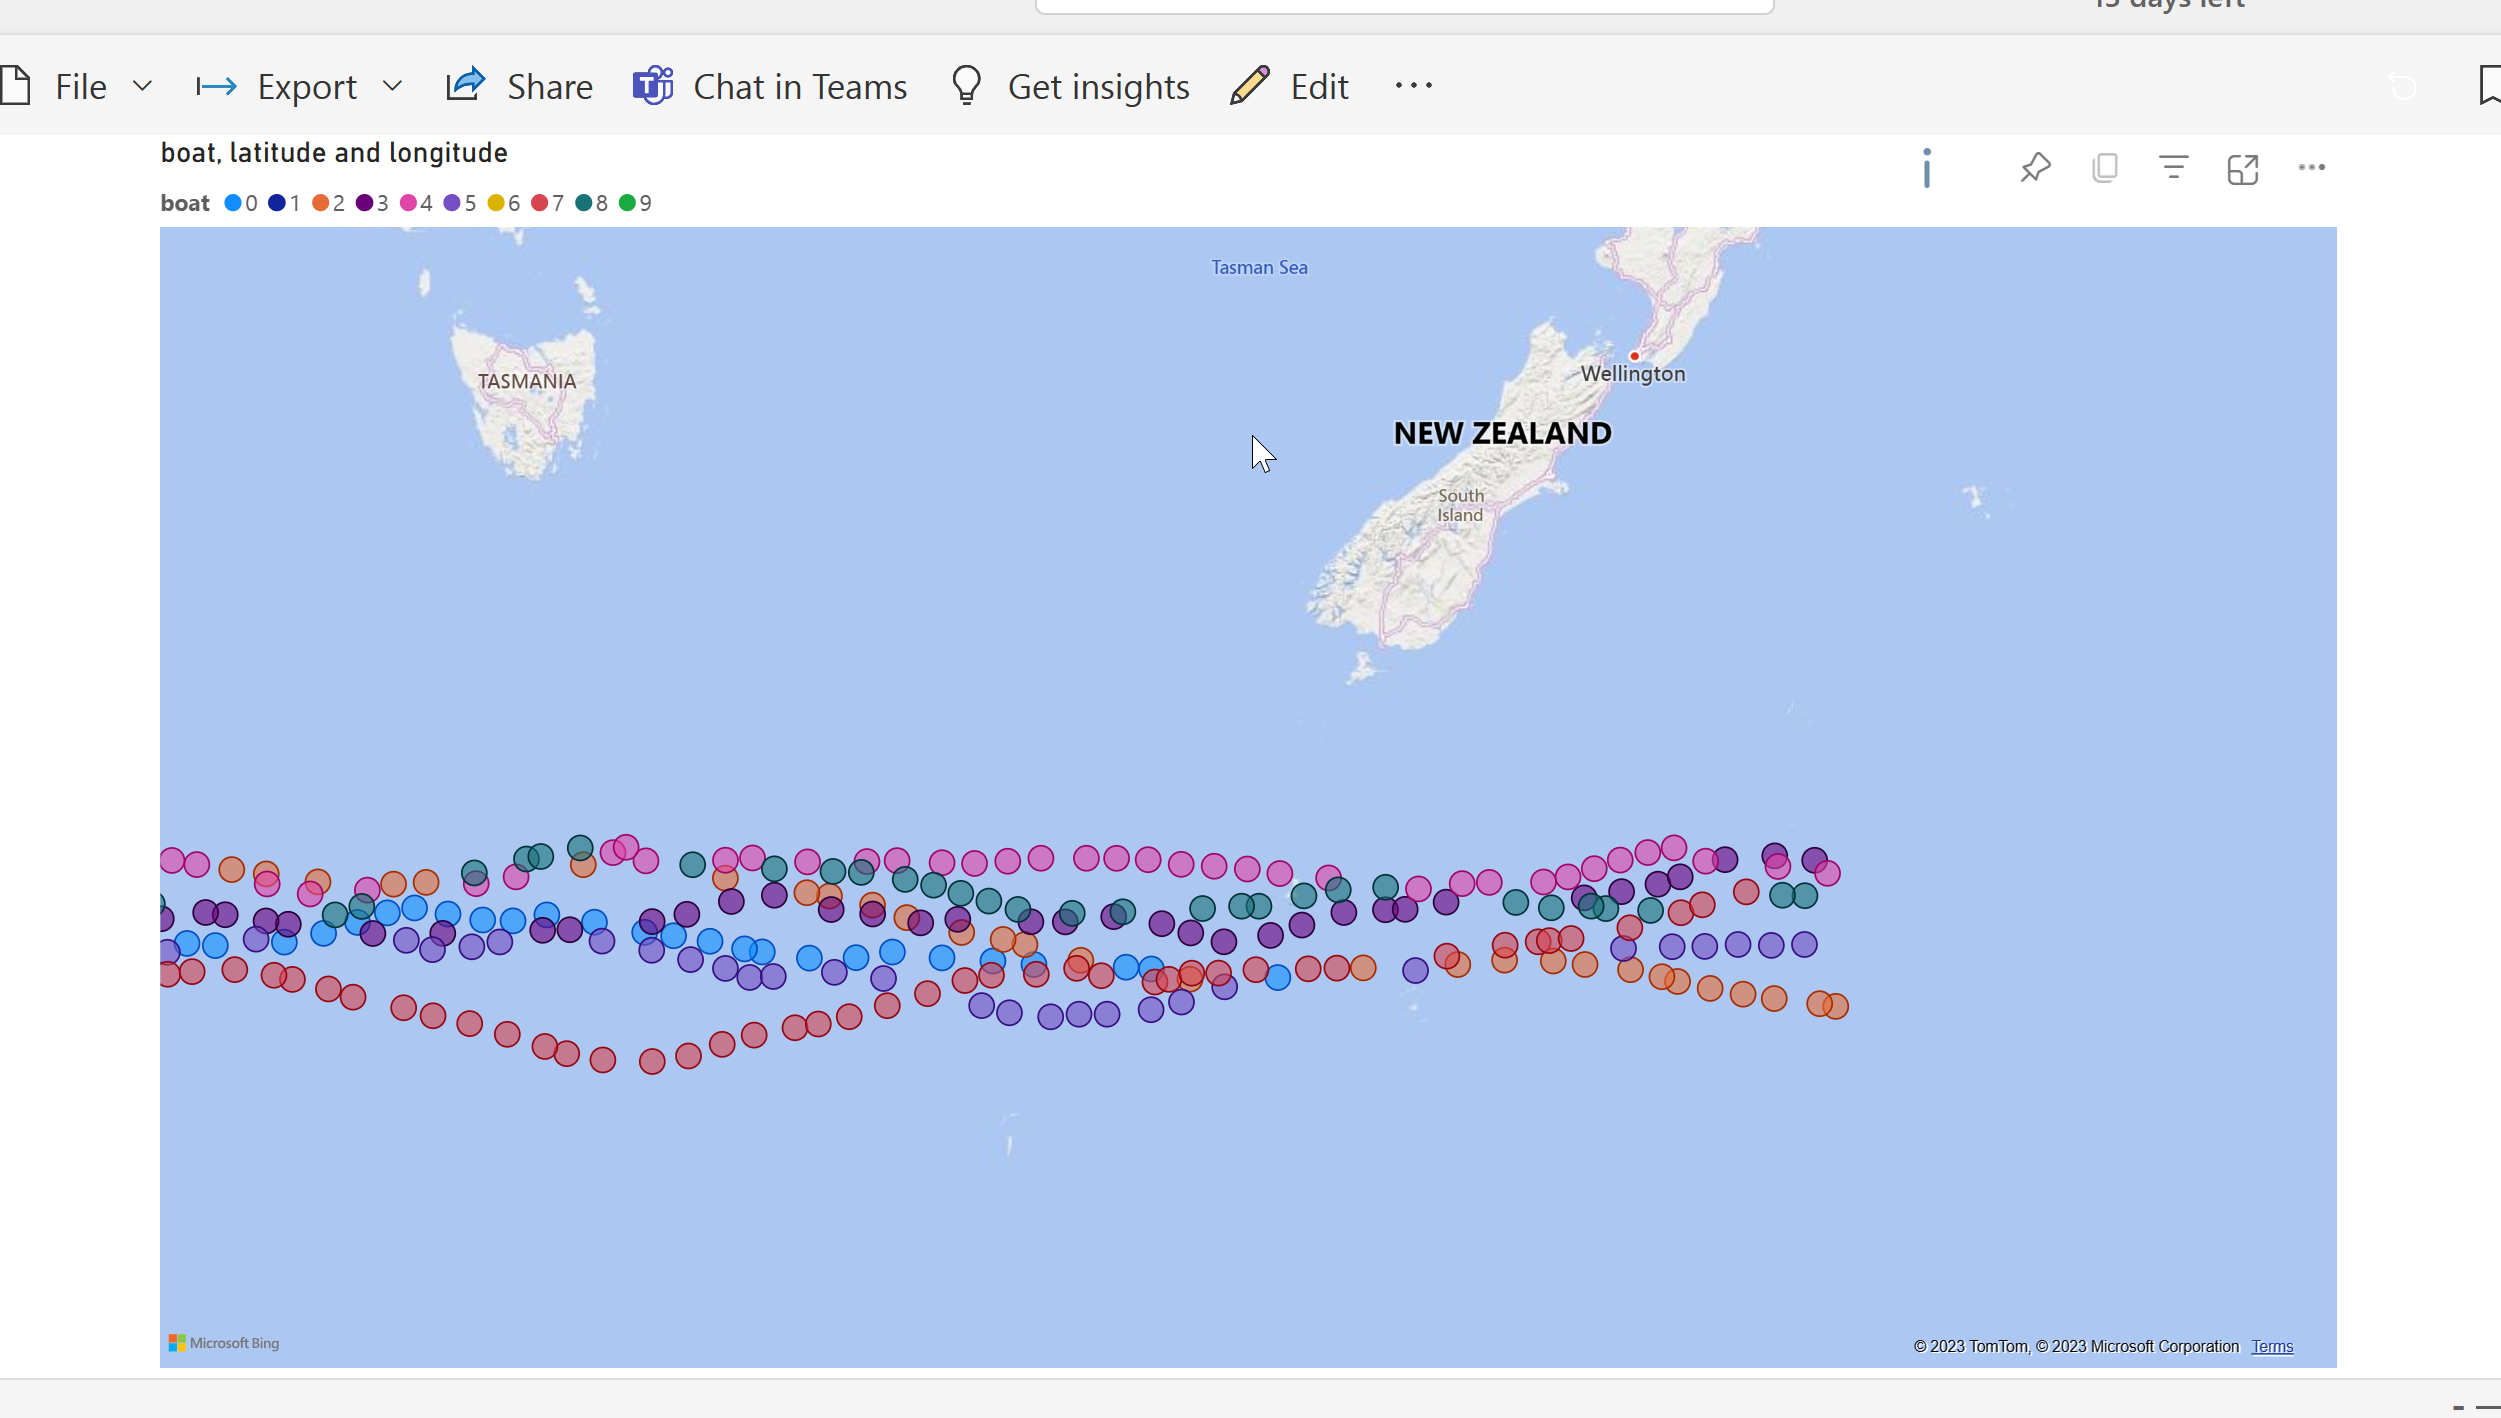 15 days left
File Export Share Chat in Teams Get insights Edit
boat, latitude and longitude
boat 0 1 2 3 4 5 6 7 8 9
Tasman Sea
Wellington
TASMANIA
NEW ZEALAND
South
Island
Microsoft Bing
© 2023 TomTom, © 2023 Microsoft Corporation Terms